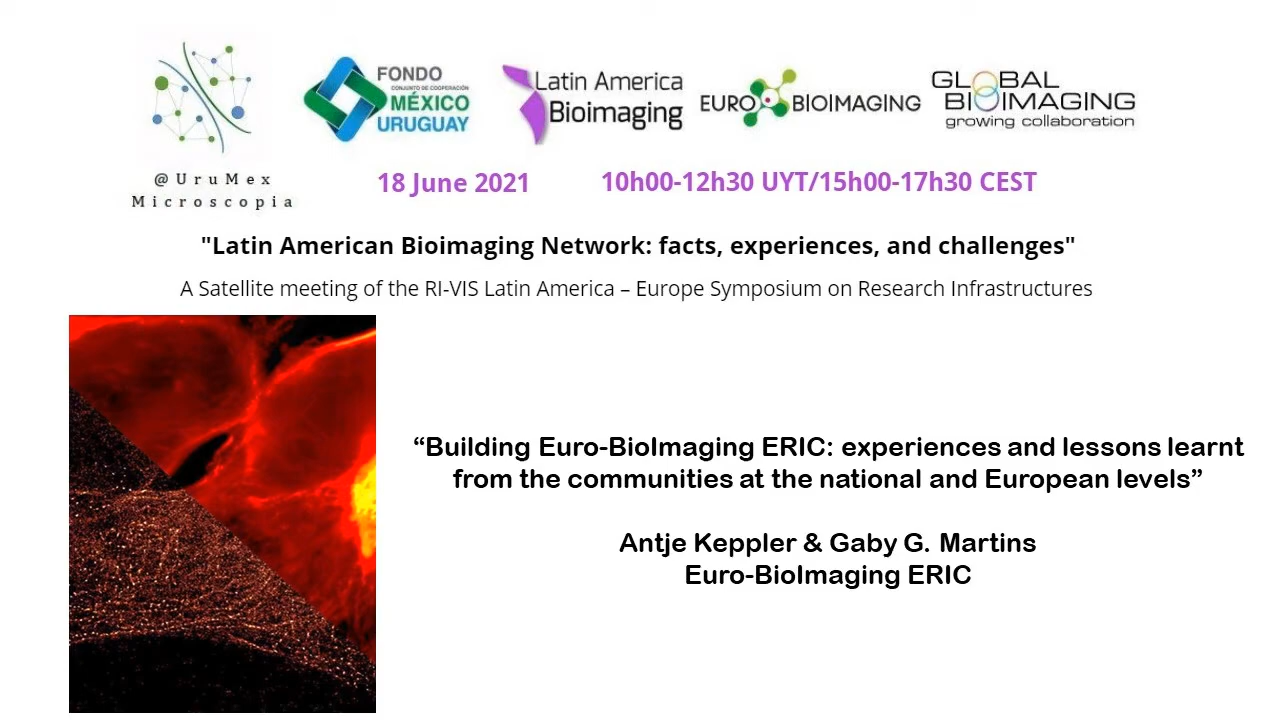 FONDO
CONJUNTO DE COOPERACIÓN
MÉXICO
URUGUAY
Latin America
Bioimaging
EURO BIOIMAGING
GLOBAL
BIOIMAGING
growing collaboration
@UruMex
Microscopia
18 June 2021
10h00-12h30 UYT/15h00-17h30 CEST
"Latin American Bioimaging Network: facts, experiences, and challenges"
A Satellite meeting of the RI-VIS Latin America – Europe Symposium on Research Infrastructures
“Building Euro-BioImaging ERIC: experiences and lessons learnt
from the communities at the national and European levels”
Antje Keppler & Gaby G. Martins
Euro-BioImaging ERIC